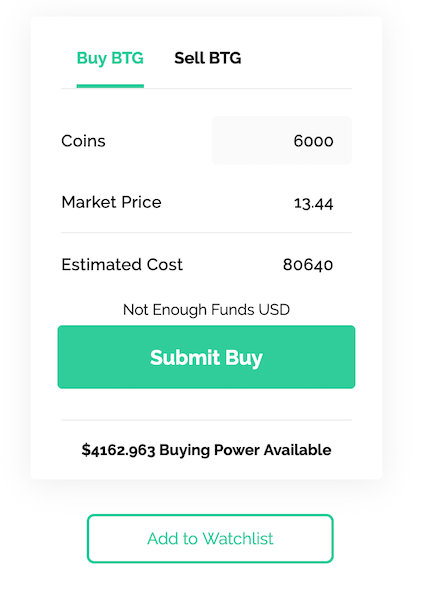 Buy BTG Sell BTG
Coins 6000
Market Price 13.44
Estimated Cost 80640
Not Enough Funds USD
Submit Buy
$4162.963 Buying Power Available
Add to Watchlist